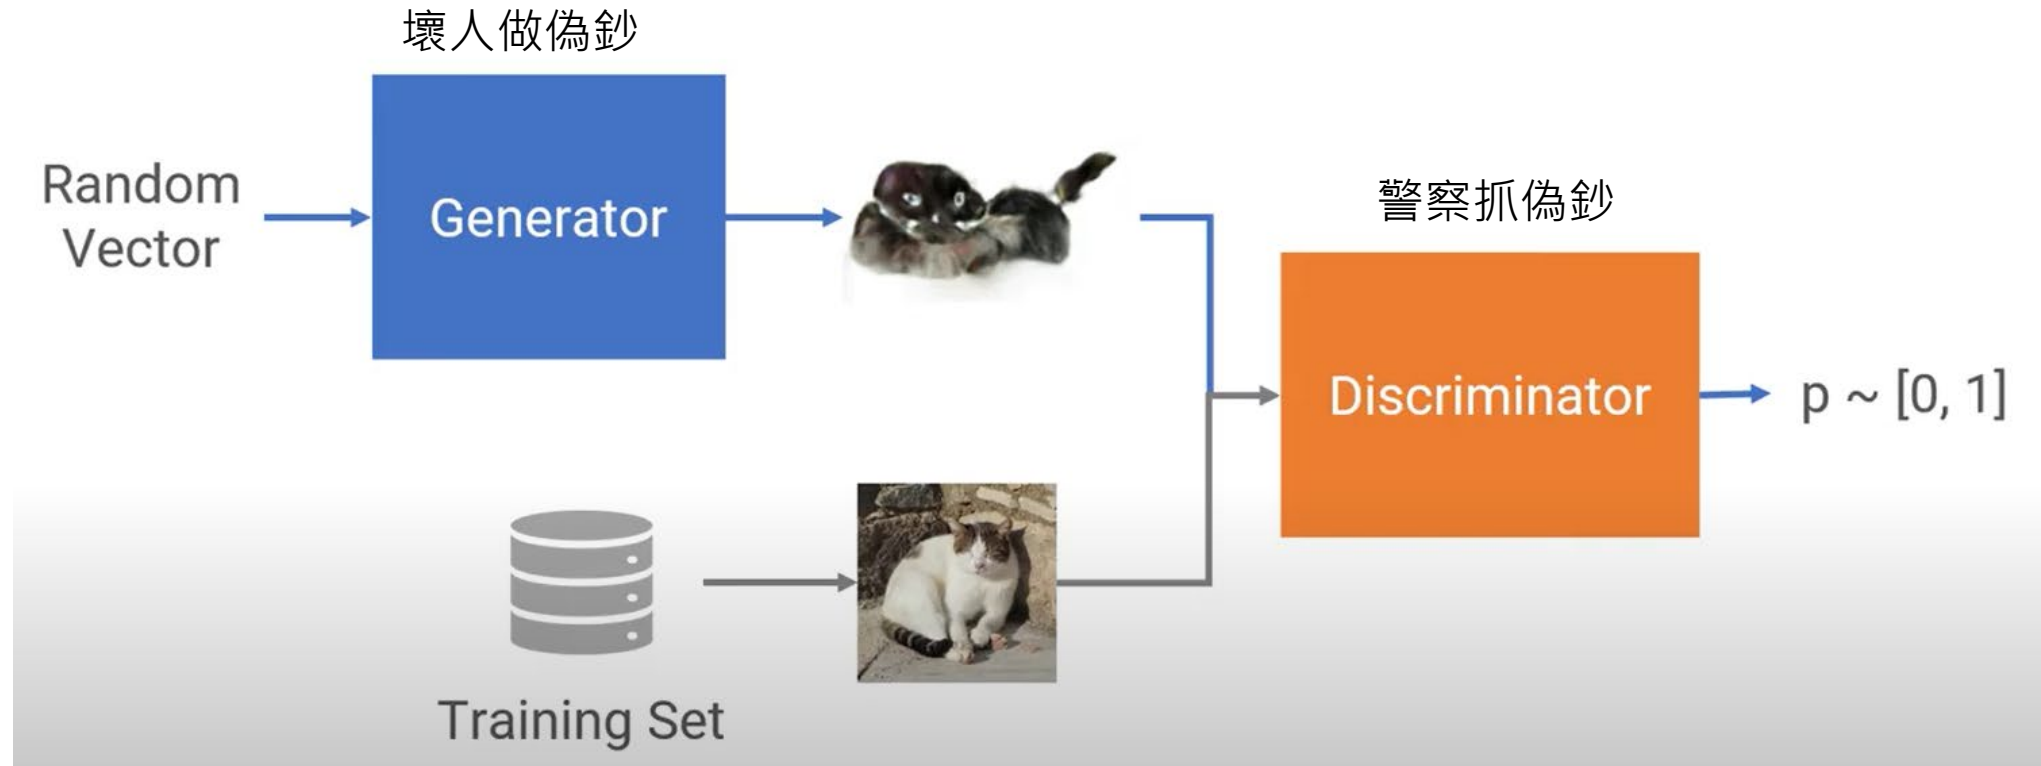 壞人做偽鈔
Random
Vector
Generator
警察抓偽鈔
Discriminator
p ~ [0, 1]
Training Set